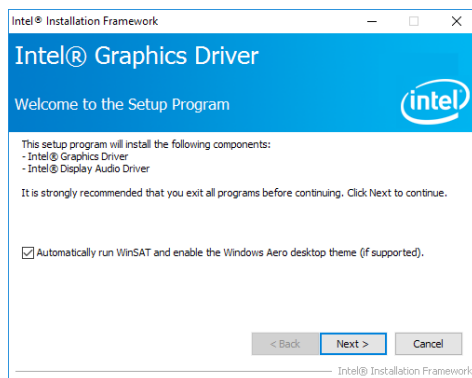 Intel® Installation Framework
Intel® Graphics Driver
Welcome to the Setup Program
intel
This setup program will install the following components:
- Intel® Graphics Driver
- Intel® Display Audio Driver
It is strongly recommended that you exit all programs before continuing. Click Next to continue.
Automatically run WinSAT and enable the Windows Aero desktop theme (if supported).
< Back Next > Cancel
Intel® Installation Framework